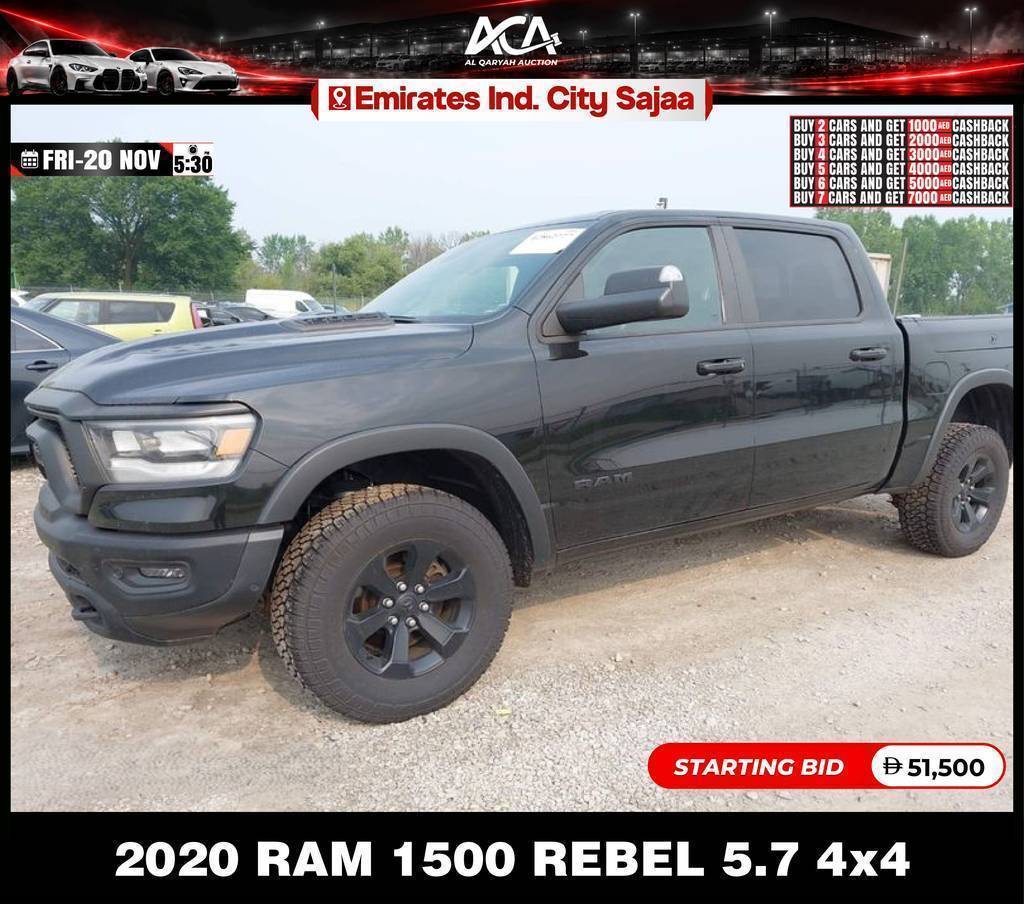 ACA
AL QARYAH AUCTION
Emirates Ind. City Sajaa
FRI-20 NOV 5:30
BUY 2 CARS AND GET 1000 AED CASHBACK
BUY 3 CARS AND GET 2000 AED CASHBACK
BUY 4 CARS AND GET 3000 AED CASHBACK
BUY 5 CARS AND GET 4000 AED CASHBACK
BUY 6 CARS AND GET 5000 AED CASHBACK
BUY 7 CARS AND GET 7000 AED CASHBACK
RAM
STARTING BID 51,500
2020 RAM 1500 REBEL 5.7 4x4